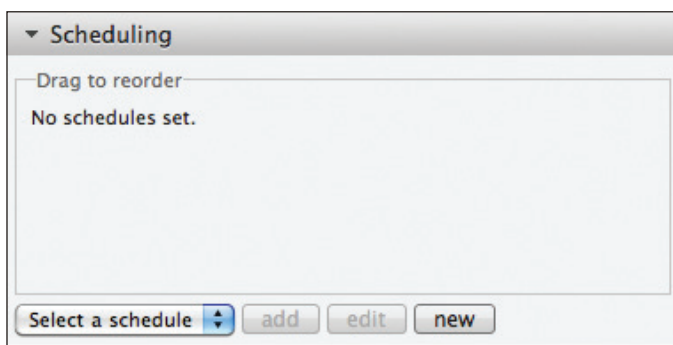 Scheduling
Drag to reorder
No schedules set.
Select a schedule add edit new